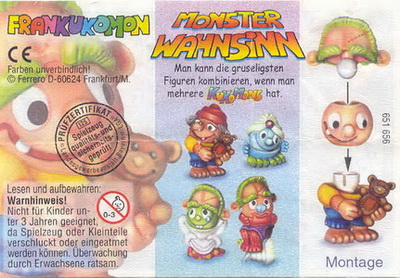 FRANKUKOMON
CE
Farben unverbindlich!
© Ferrero D-60624 Frankfurt/M.
PRÜFZERTIFIKAT
Spielzeug
qualitäts- und
sicherheits-
geprüft
Lesen und aufbewahren:
Warnhinweis!
Nicht für Kinder un-
ter 3 Jahren geeignet,
da Spielzeug oder Kleinteile
verschluckt oder eingeatmet
werden können. Überwachung
durch Erwachsene ratsam.
0-3
MONSTER
WAHNSINN
Man kann die gruseligsten
Figuren kombinieren, wenn man
mehrere KUKOMONS hat.
651 656
Montage